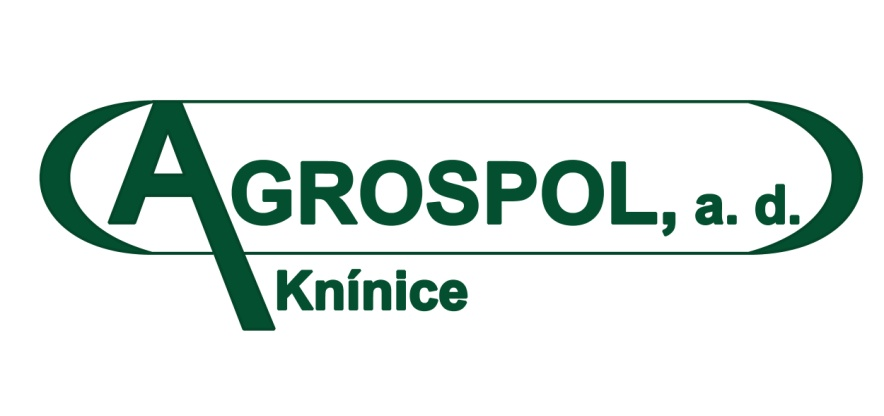 AGROSPOL, a. d.
Knínice